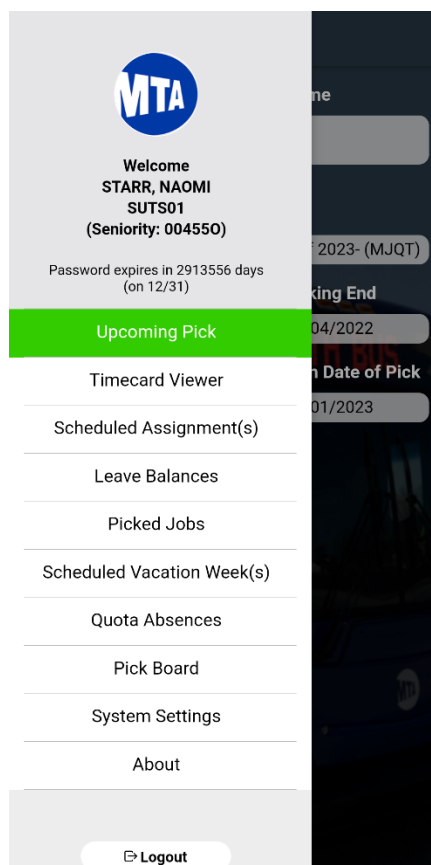 MTA
Welcome
STARR, NAOMI
SUTS01
(Seniority: 00455O)
Password expires in 2913556 days
(on 12/31)
Upcoming Pick
Timecard Viewer
Scheduled Assignment(s)
Leave Balances
Picked Jobs
Scheduled Vacation Week(s)
Quota Absences
Pick Board
System Settings
About
Logout
2023- (MJQT)
king End
04/2022
BUS
Date of Pick
01/2023
MTA